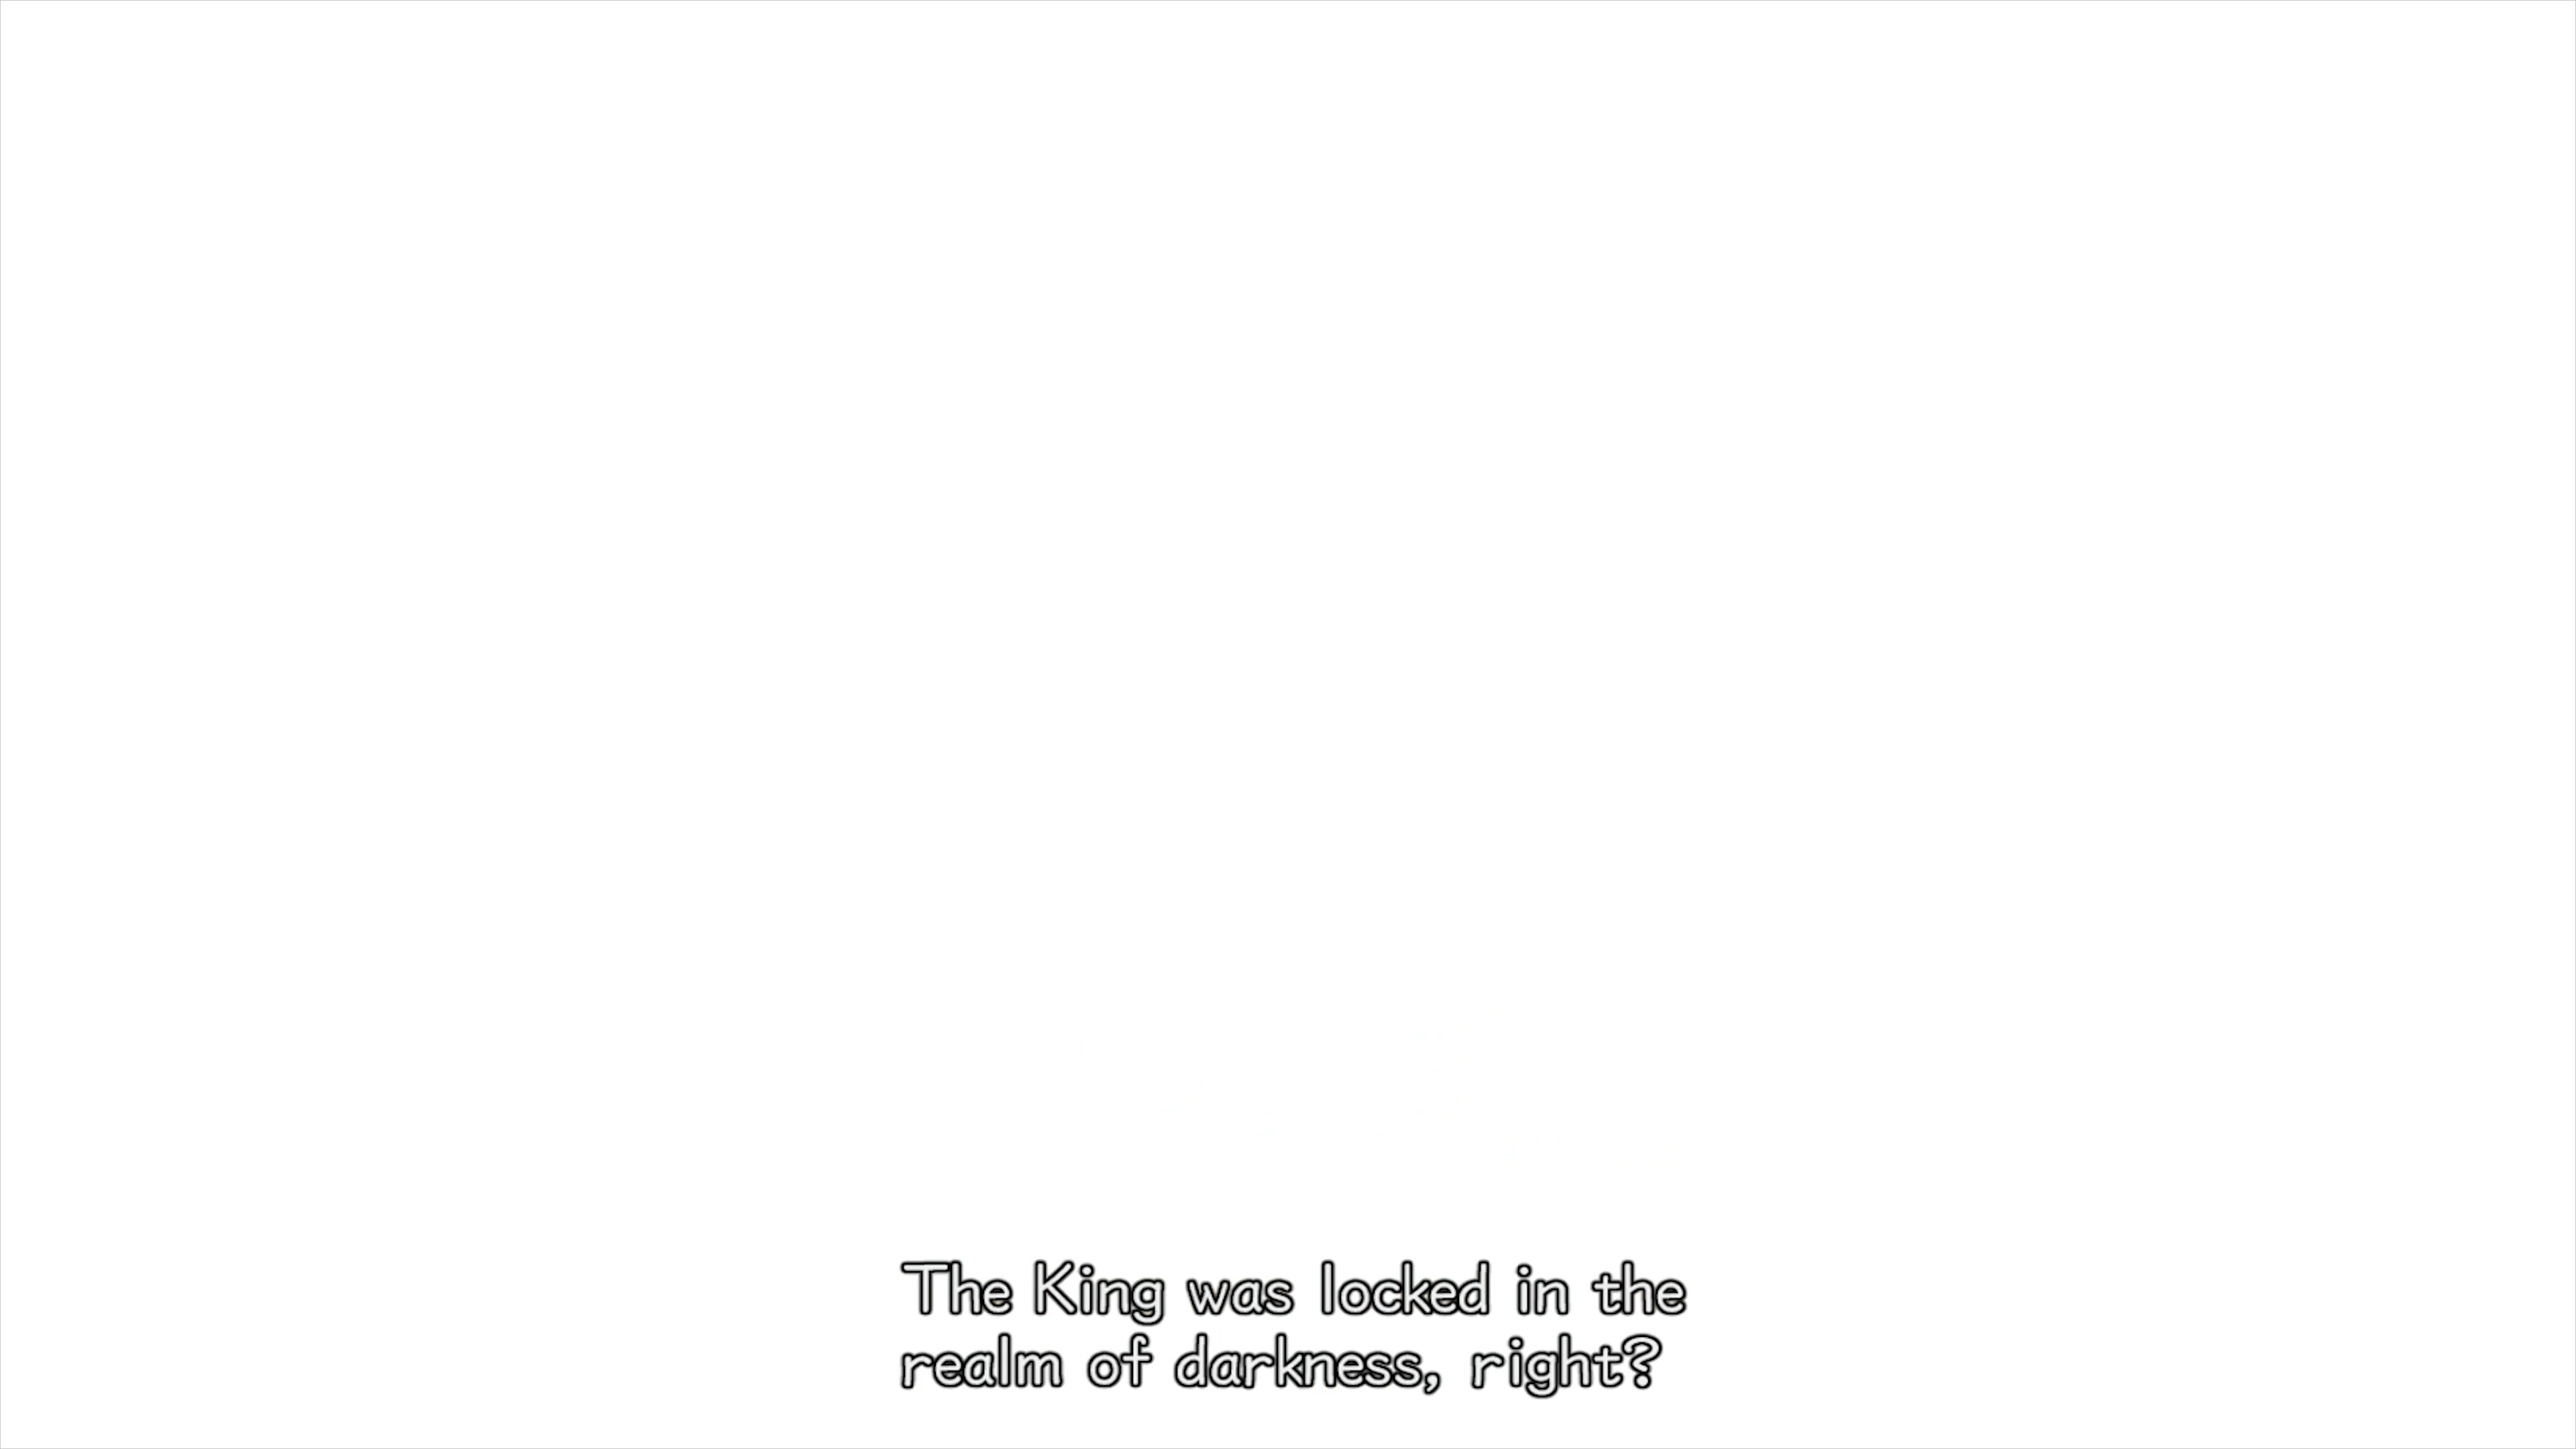 The King was locked in the
realm of darkness, right?